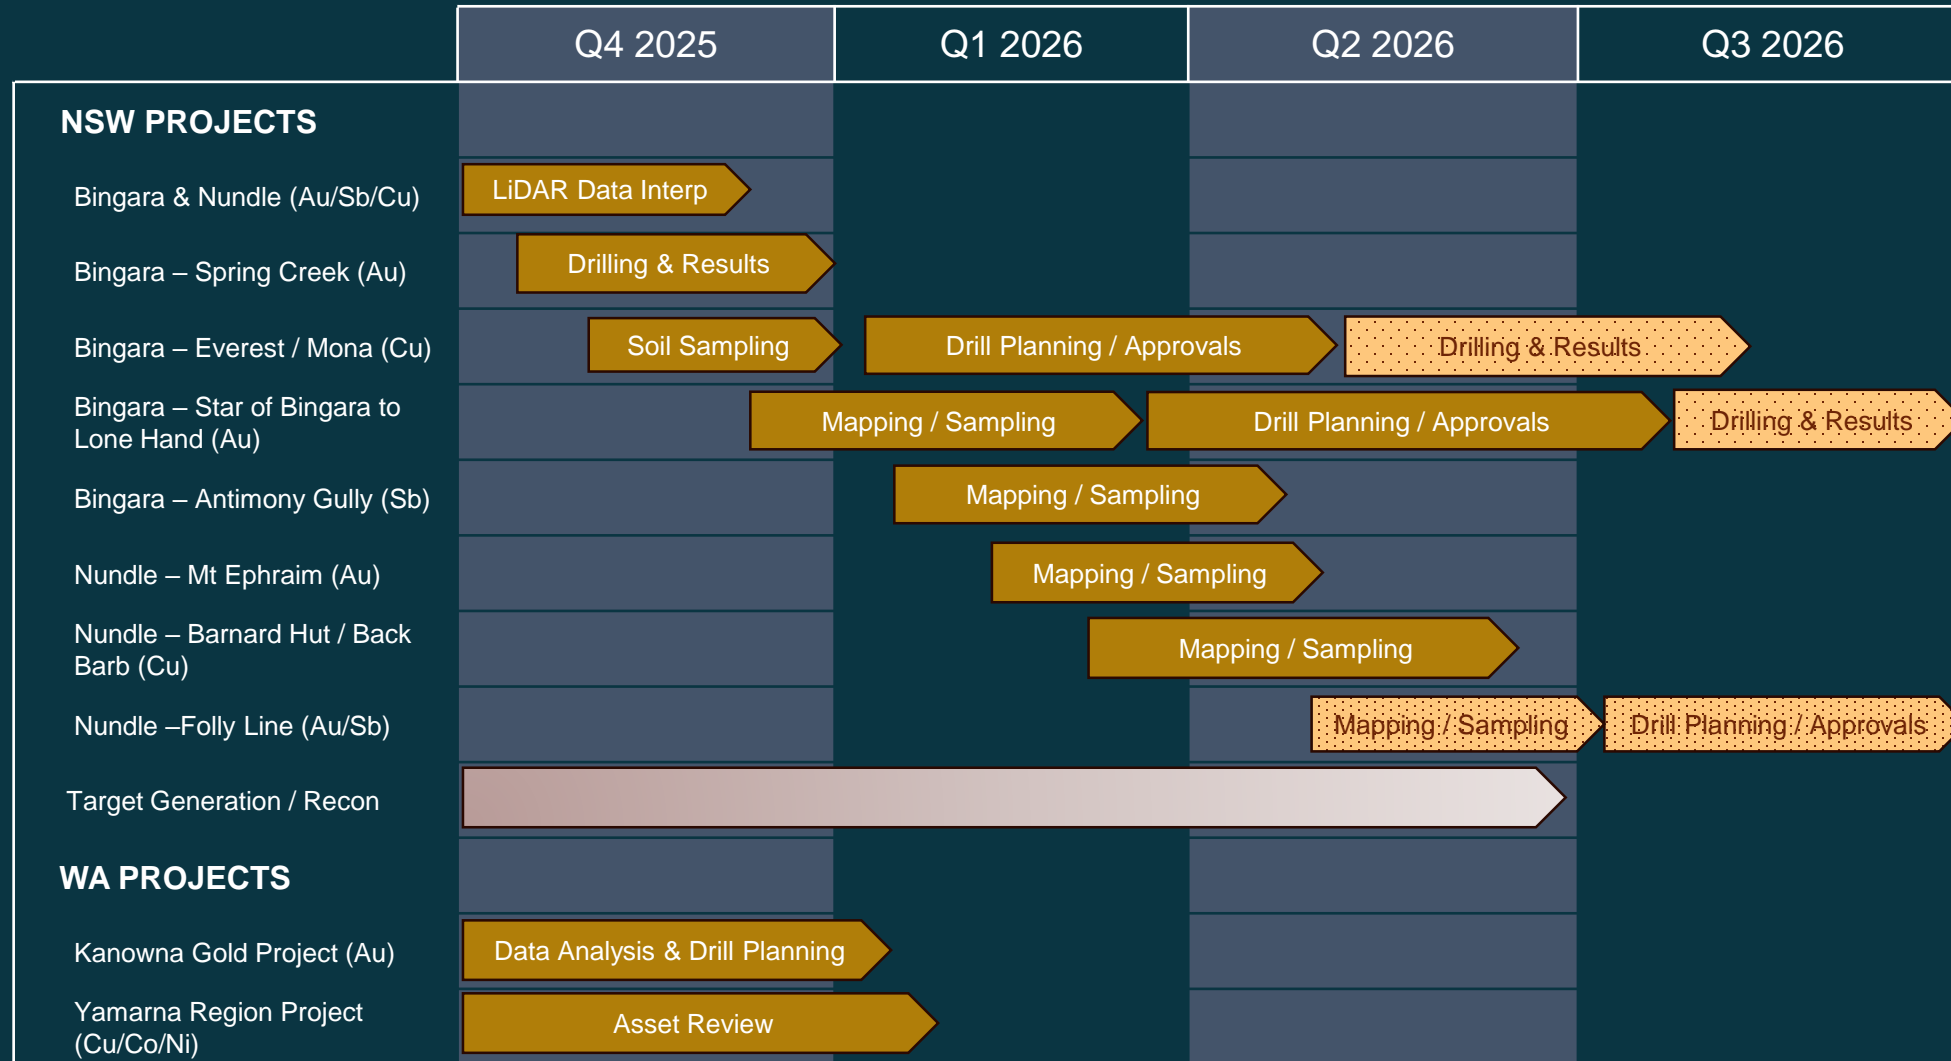 Q4 2025
Q1 2026
Q2 2026
Q3 2026
NSW PROJECTS
Bingara & Nundle (Au/Sb/Cu)
LiDAR Data Interp
Bingara – Spring Creek (Au)
Drilling & Results
Bingara – Everest / Mona (Cu)
Soil Sampling
Drill Planning / Approvals
Drilling & Results
Bingara – Star of Bingara to
Lone Hand (Au)
Mapping / Sampling
Drill Planning / Approvals
Drilling & Results
Bingara – Antimony Gully (Sb)
Mapping / Sampling
Nundle – Mt Ephraim (Au)
Mapping / Sampling
Nundle – Barnard Hut / Back
Barb (Cu)
Mapping / Sampling
Nundle –Folly Line (Au/Sb)
Mapping / Sampling
Drill Planning / Approvals
Target Generation / Recon
WA PROJECTS
Kanowna Gold Project (Au)
Data Analysis & Drill Planning
Yamarna Region Project
(Cu/Co/Ni)
Asset Review